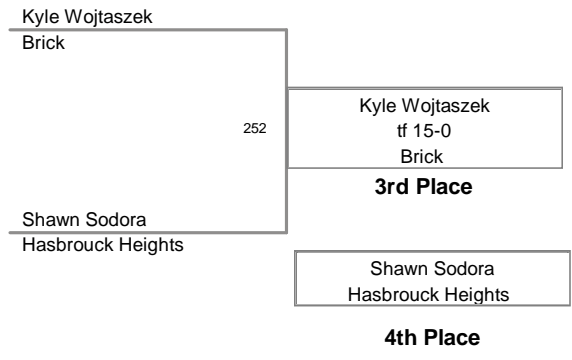 Kyle Wojtaszek
Brick
252
Kyle Wojtaszek
tf 15-0
Brick
3rd Place
Shawn Sodora
Hasbrouck Heights
Shawn Sodora
Hasbrouck Heights
4th Place